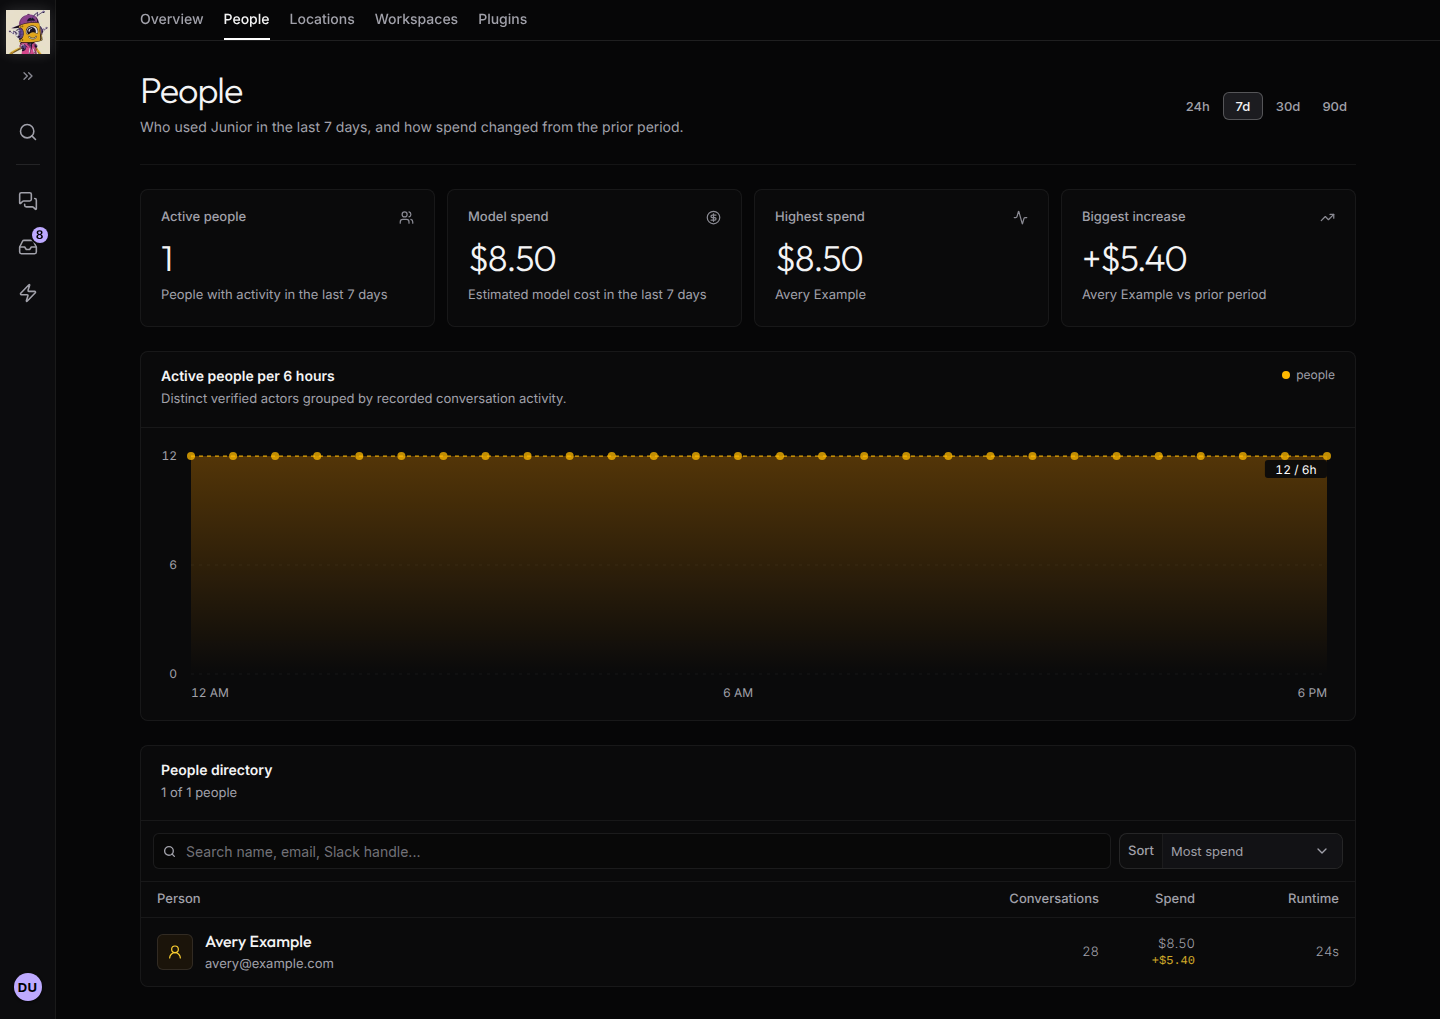 Overview People Locations Workspaces Plugins
People
Who used Junior in the last 7 days, and how spend changed from the prior period.
24h 7d 30d 90d
8
Active people
1
People with activity in the last 7 days
Model spend
$8.50
Estimated model cost in the last 7 days
Highest spend
$8.50
Avery Example
Biggest increase
+$5.40
Avery Example vs prior period
Active people per 6 hours
Distinct verified actors grouped by recorded conversation activity.
people
12
12 / 6h
6
0
12 AM 6 AM 6 PM
People directory
1 of 1 people
Search name, email, Slack handle...
Sort Most spend
Person Conversations Spend Runtime
Avery Example
avery@example.com
28
$8.50
+$5.40
24s
DU